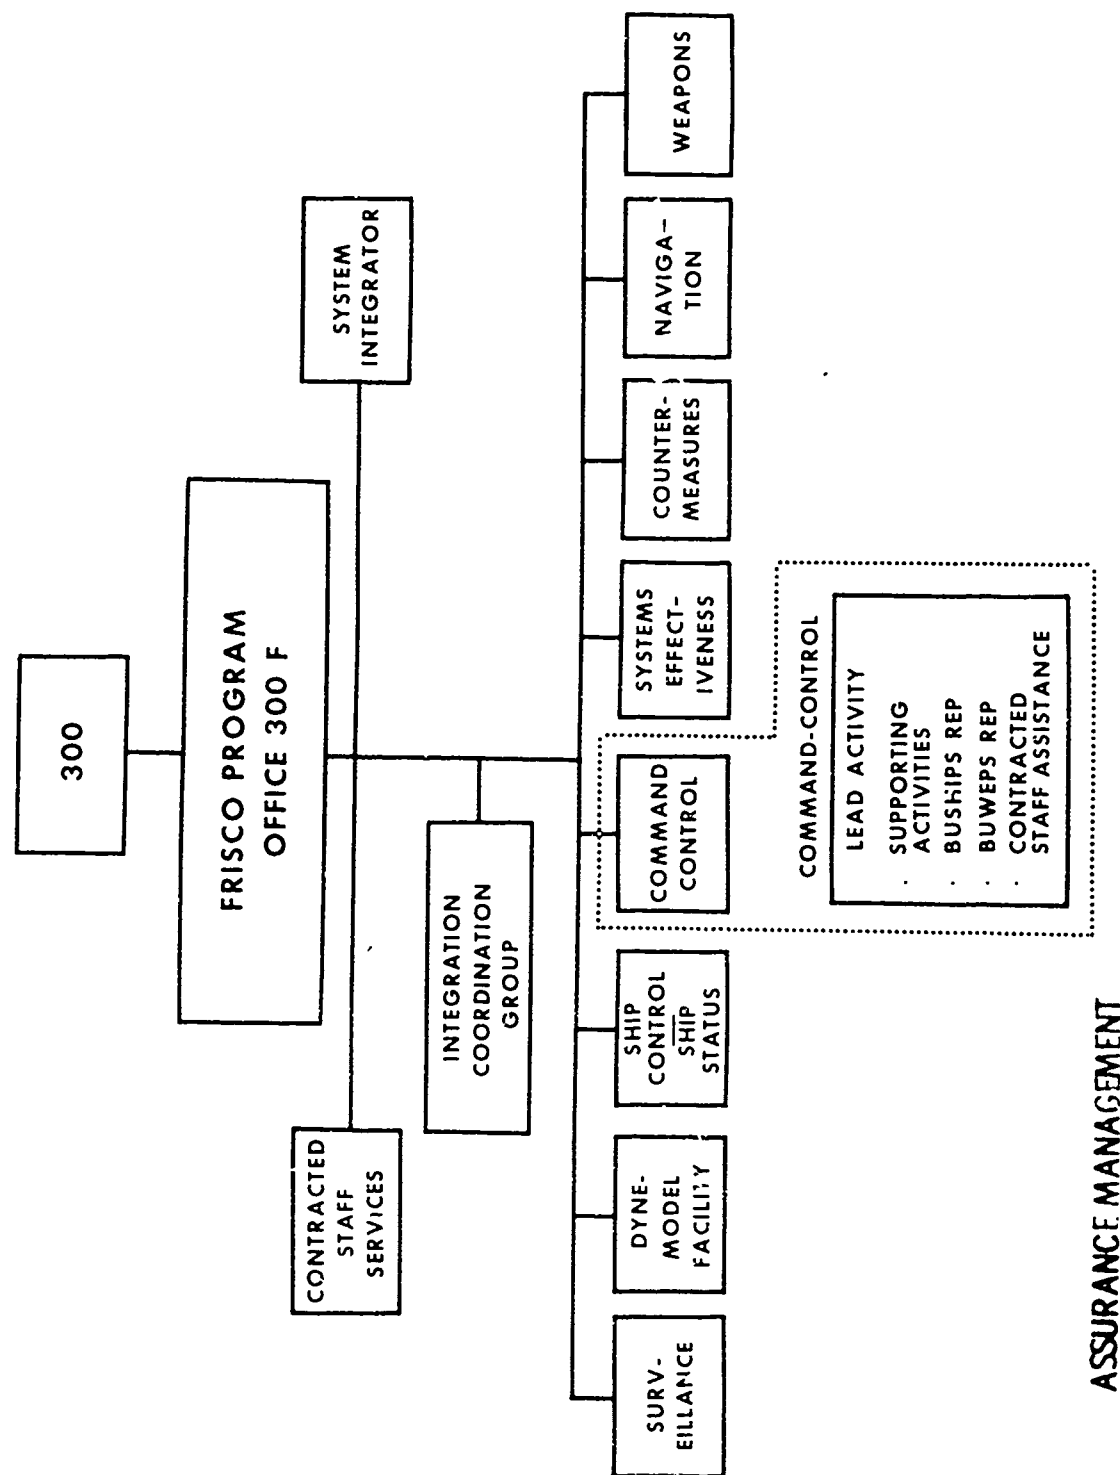 300
FRISCO PROGRAM
OFFICE 300 F
CONTRACTED
STAFF
SERVICES
SYSTEM
INTEGRATOR
INTEGRATION
COORDINATION
GROUP
SURV-
EILLANCE
DYNE-
MODEL
FACILITY
SHIP
CONTROL
SHIP
STATUS
COMMAND
CONTROL
SYSTEMS
EFFECT-
IVENESS
COUNTER-
MEASURES
NAVIGA-
TION
WEAPONS
COMMAND-CONTROL
LEAD ACTIVITY
. SUPPORTING
ACTIVITIES
. BUSHIPS REP
. BUWEPS REP
. CONTRACTED
STAFF ASSISTANCE
ASSURANCE MANAGEMENT